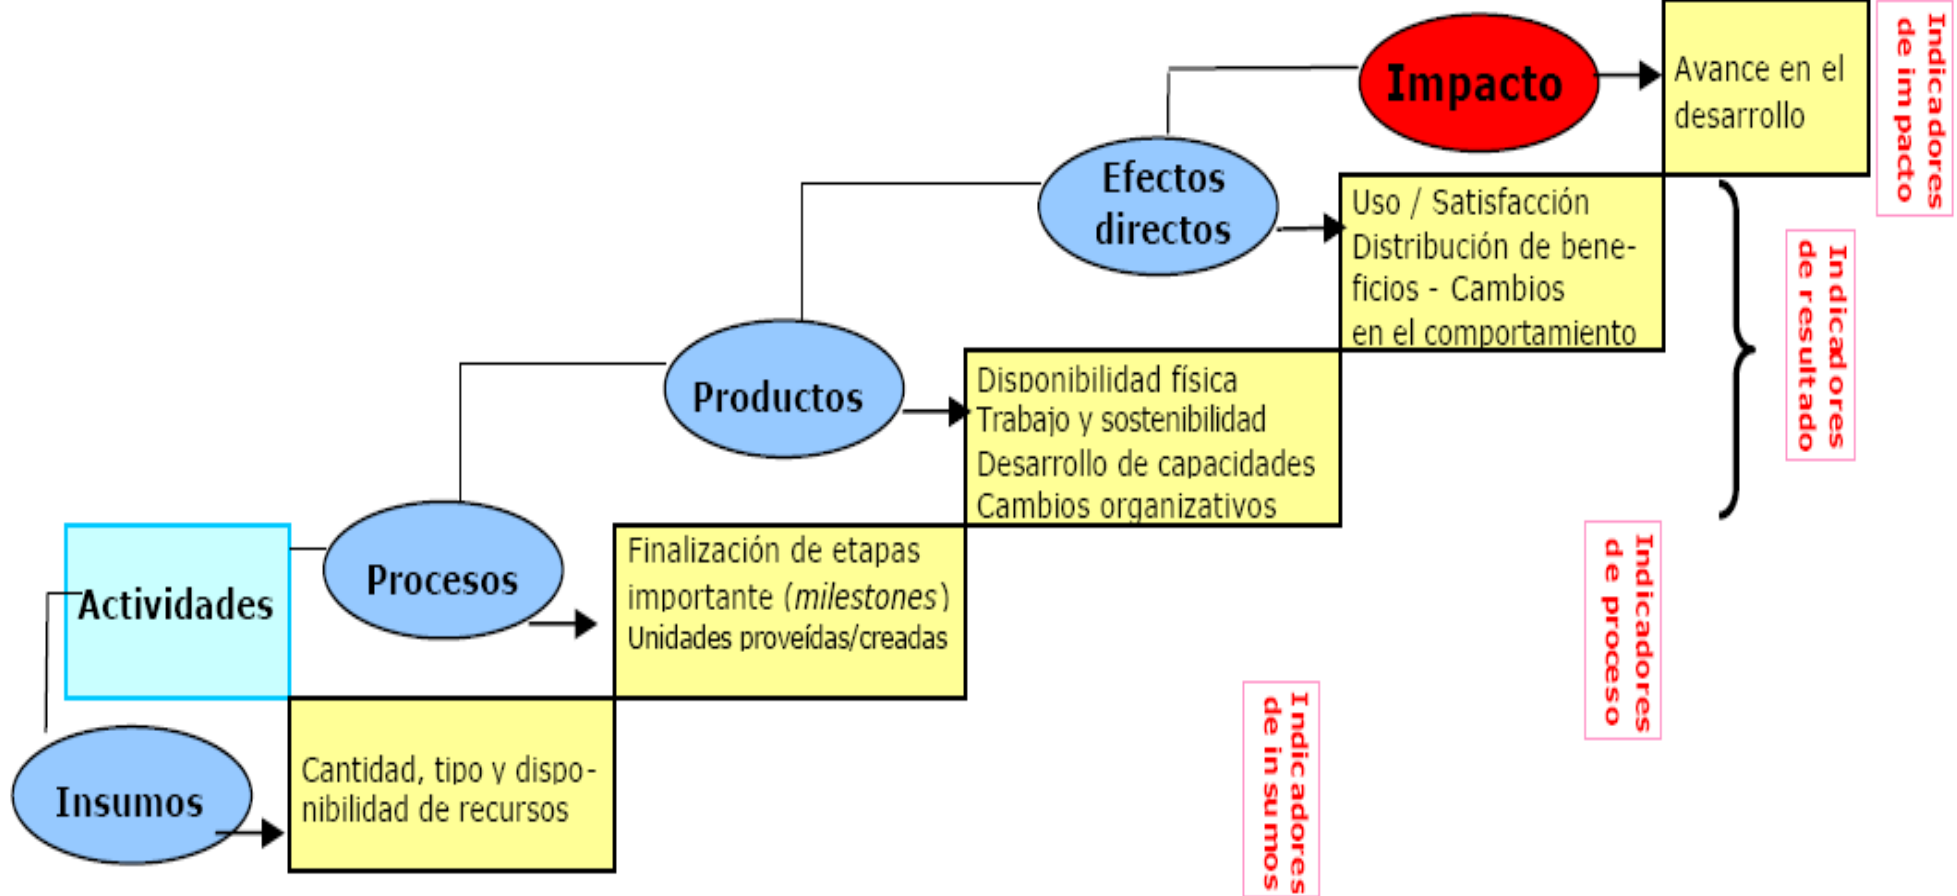 Impacto
Avance en el
desarrollo
Indicadores
de impacto
Efectos
directos
Uso / Satisfacción
Distribución de bene-
ficios - Cambios
en el comportamiento
Indicadores
de resultado
Productos
Disponibilidad física
Trabajo y sostenibilidad
Desarrollo de capacidades
Cambios organizativos
Actividades
Procesos
Finalización de etapas
importante (milestones)
Unidades proveídas/creadas
Indicadores
de proceso
Insumos
Cantidad, tipo y dispo-
nibilidad de recursos
Indicadores
de insumos